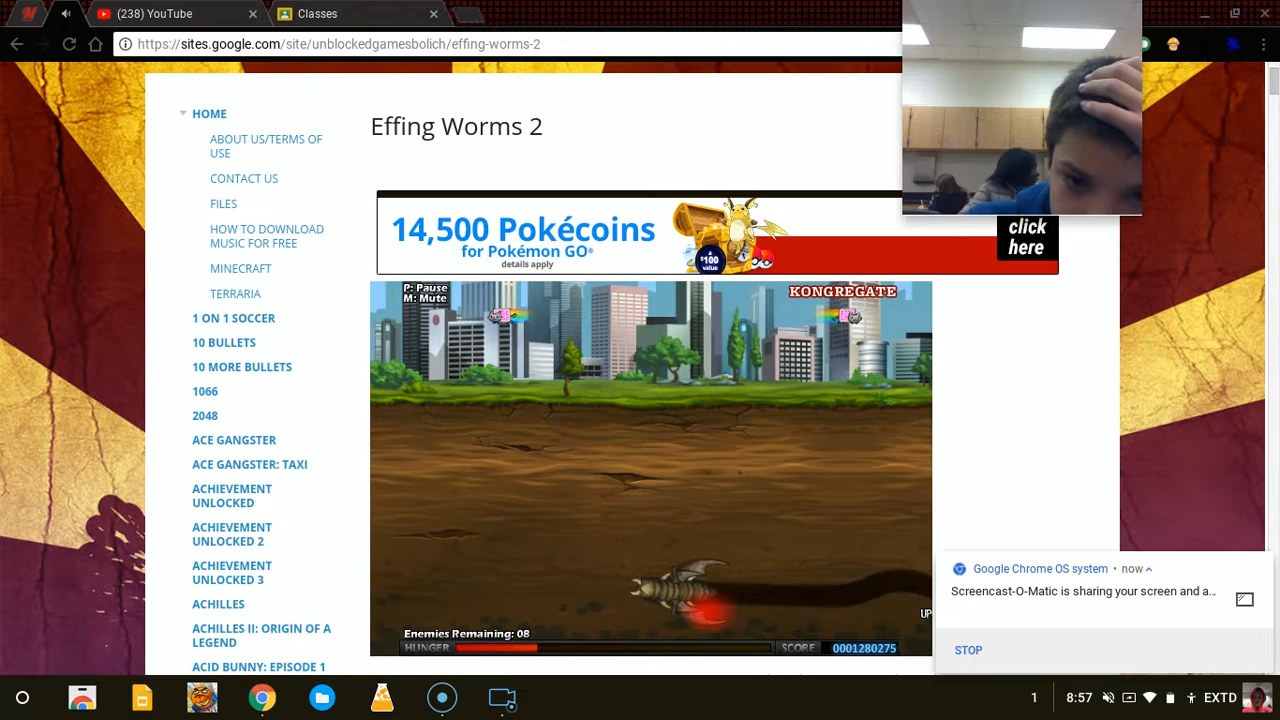 (238) YouTube
Classes
https://sites.google.com/site/unblockedgamesbolich/effing-worms-2
HOME
ABOUT US/TERMS OF
USE
CONTACT US
FILES
HOW TO DOWNLOAD
MUSIC FOR FREE
MINECRAFT
TERRARIA
1 ON 1 SOCCER
10 BULLETS
10 MORE BULLETS
1066
2048
ACE GANGSTER
ACE GANGSTER: TAXI
ACHIEVEMENT
UNLOCKED
ACHIEVEMENT
UNLOCKED 2
ACHIEVEMENT
UNLOCKED 3
ACHILLES
ACHILLES II: ORIGIN OF A
LEGEND
ACID BUNNY: EPISODE 1
Effing Worms 2
14,500 Pokécoins
for Pokémon GO®
details apply
a
$100
value
click
here
P: Pause
M: Mute
KONGREGATE
UP
Enemies Remaining: 08
HUNGER
SCORE 0001280275
Google Chrome OS system • now
Screencast-O-Matic is sharing your screen and a...
STOP
1 8:57 EXTD